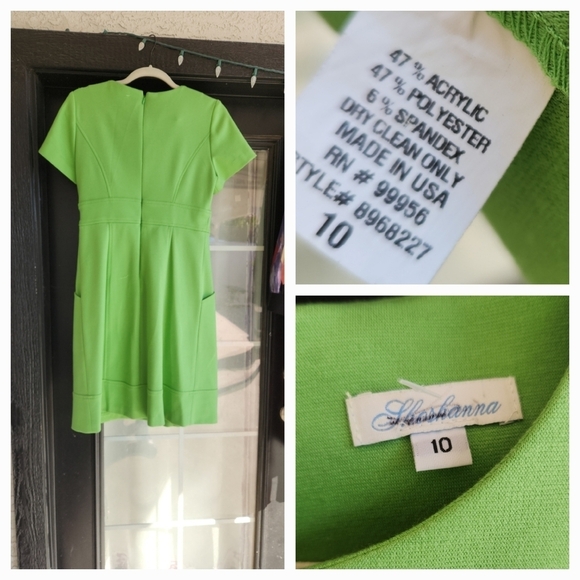 47% ACRYLIC
47% POLYESTER
6% SPANDEX
DRY CLEAN ONLY
MADE IN USA
RN # 99956
STYLE# 8968227
10
Shoshanna
10